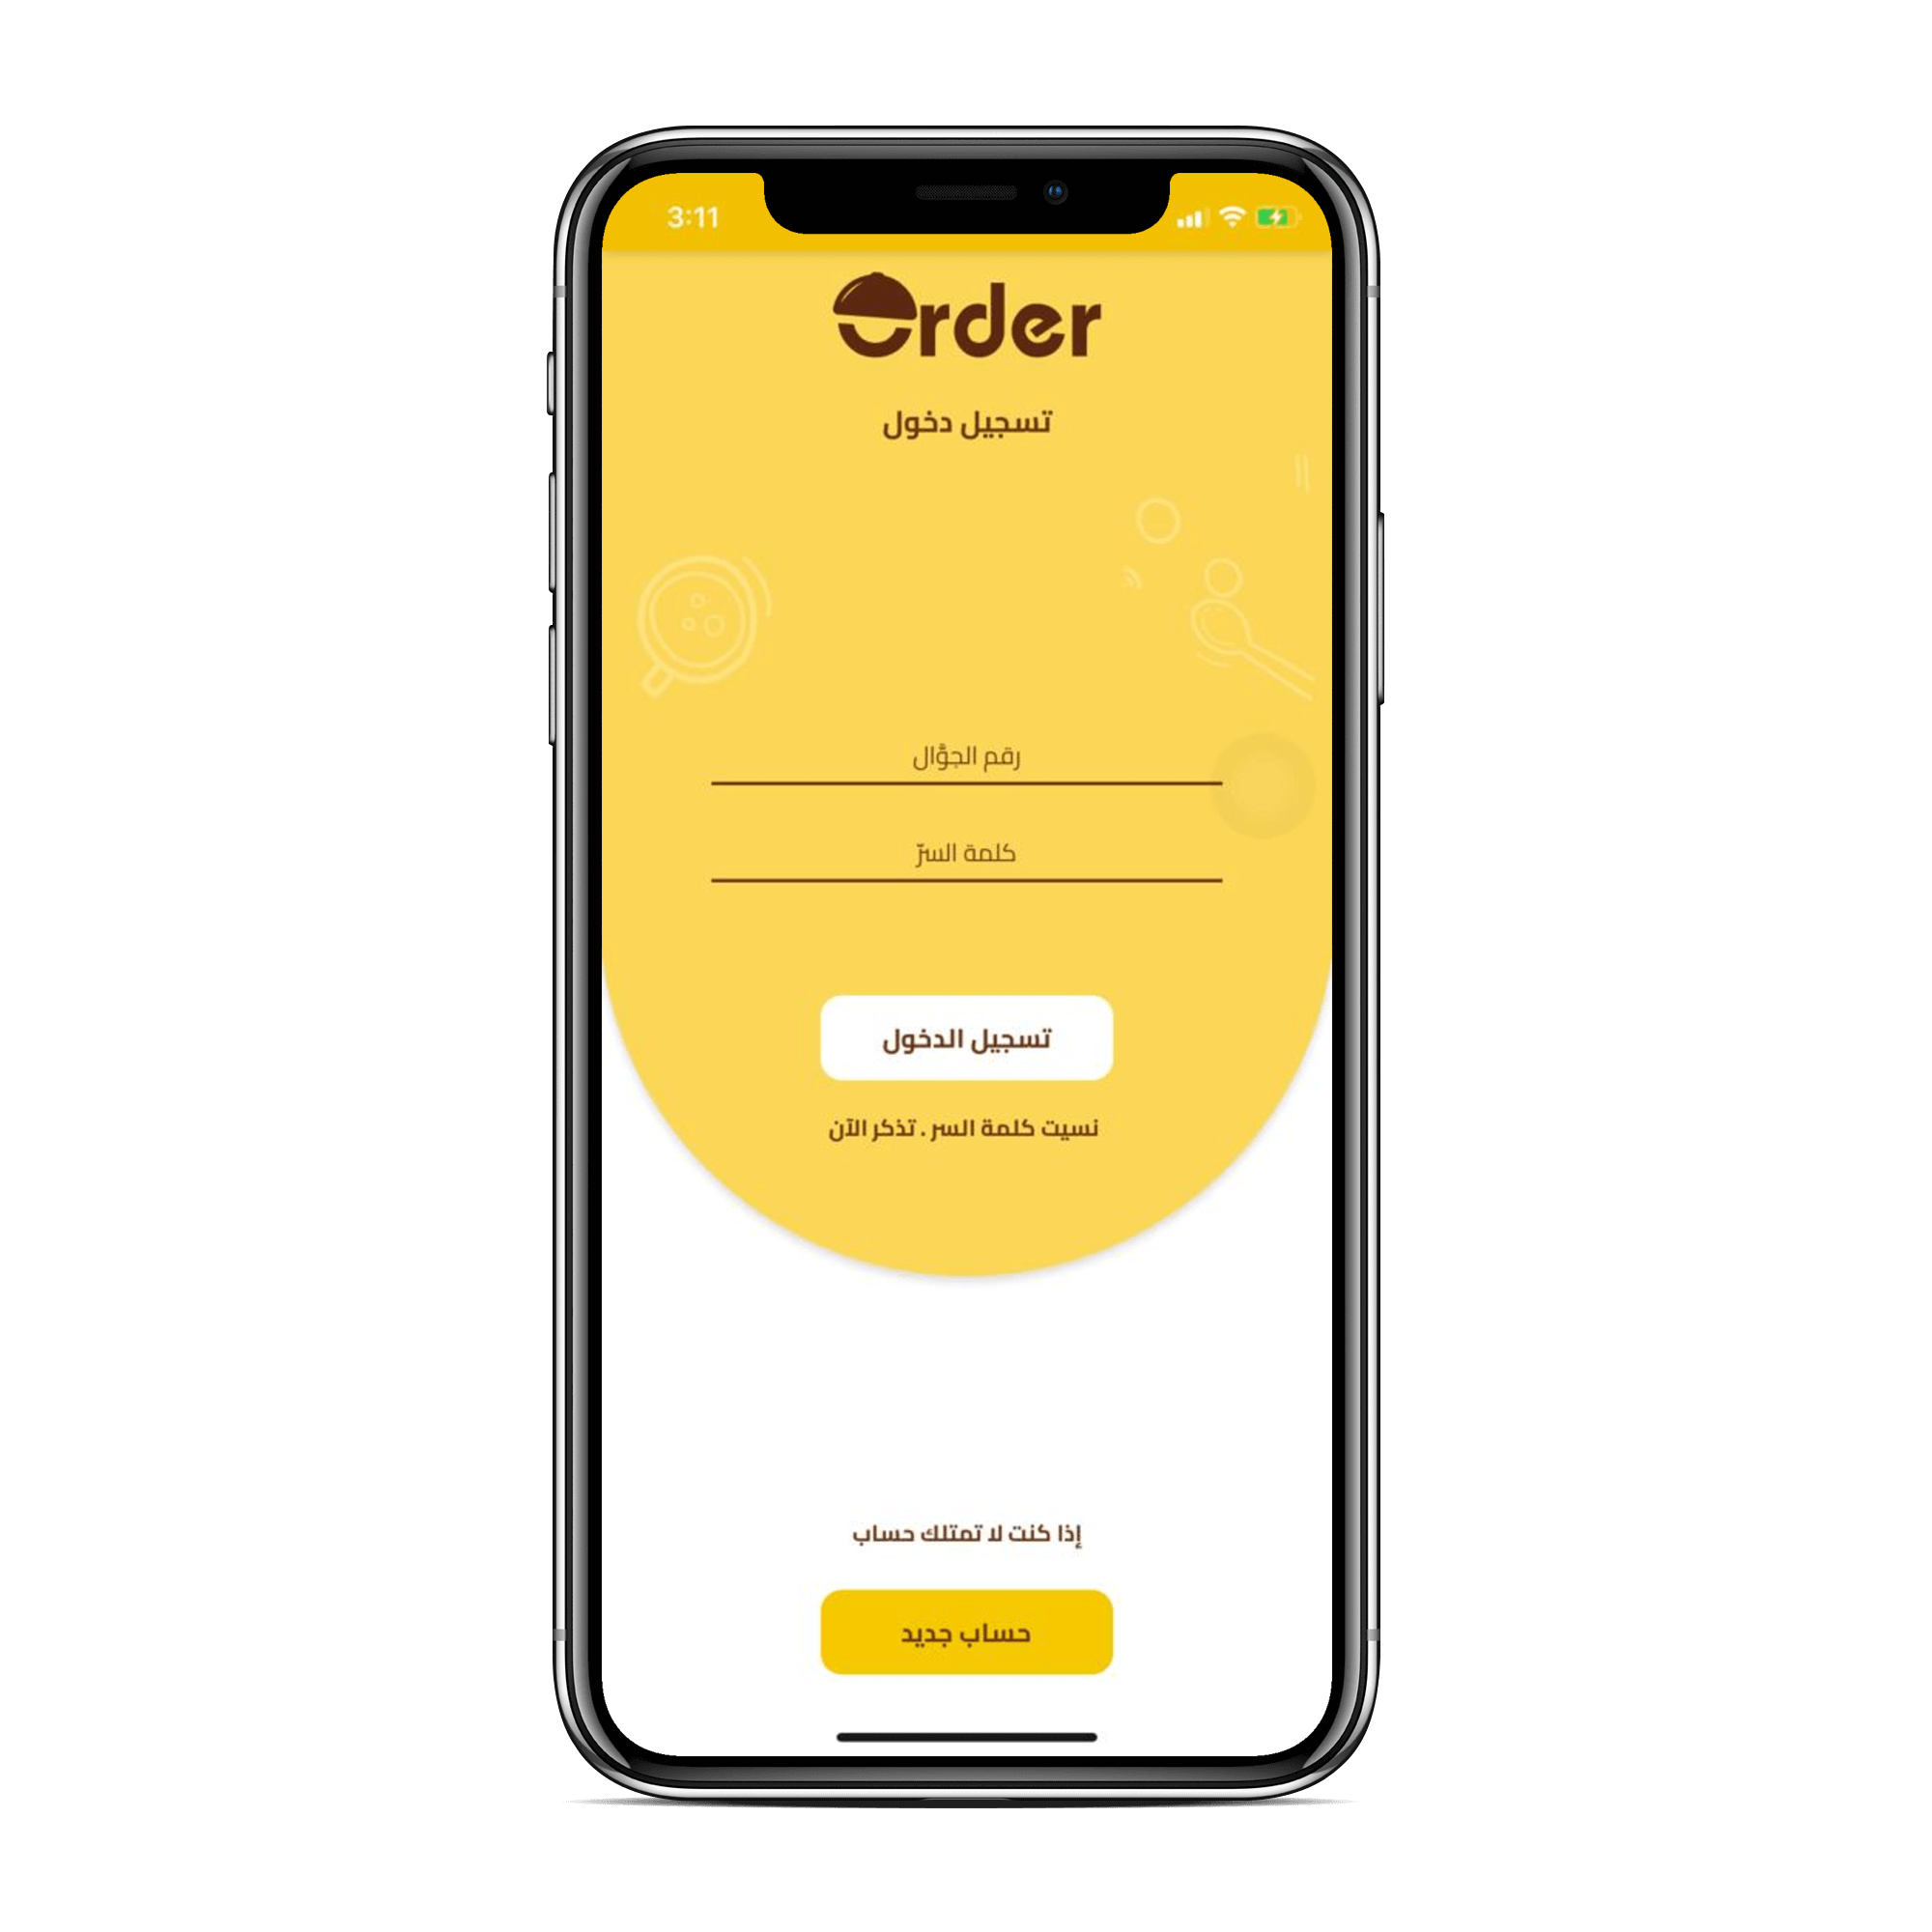 3:11
Order
تسجيل دخول
رقم الجوَّال
كلمة السرّ
تسجيل الدخول
نسيت كلمة السر . تذكر الآن
إذا كنت لا تمتلك حساب
حساب جديد